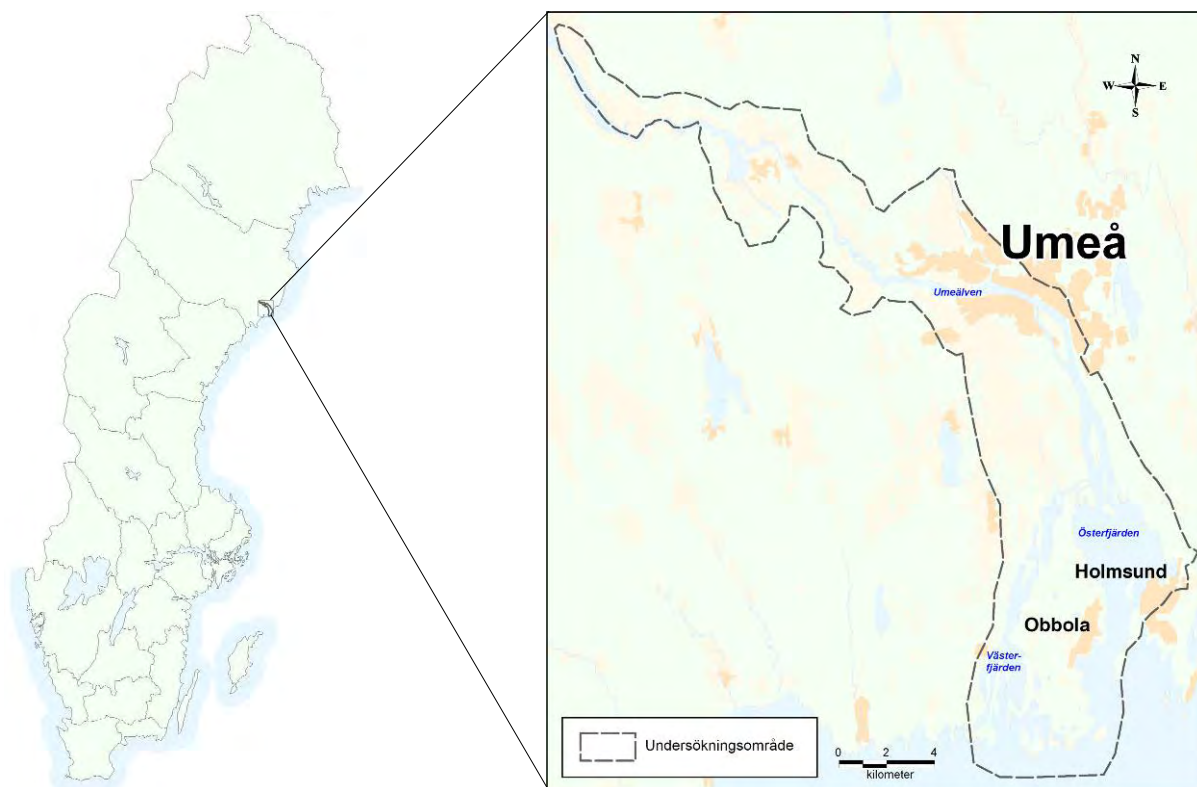 N
W E
S
Umeå
Umeälven
Österfjärden
Holmsund
Obbola
Väster-
fjärden
Undersökningsområde
0 2 4
kilometer